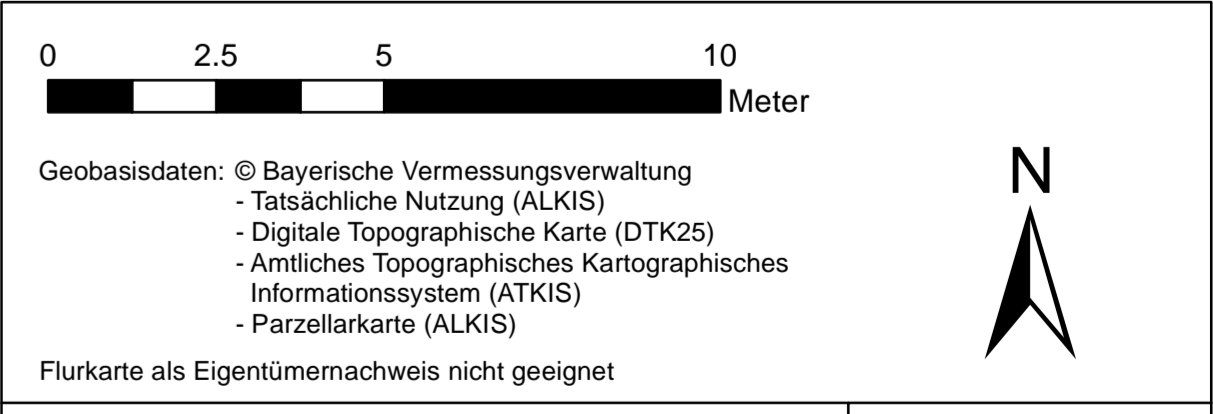 0 2.5 5 10
Meter
Geobasisdaten: © Bayerische Vermessungsverwaltung
- Tatsächliche Nutzung (ALKIS)
- Digitale Topographische Karte (DTK25)
- Amtliches Topographisches Kartographisches
Informationssystem (ATKIS)
- Parzellarkarte (ALKIS)
N
Flurkarte als Eigentümernachweis nicht geeignet